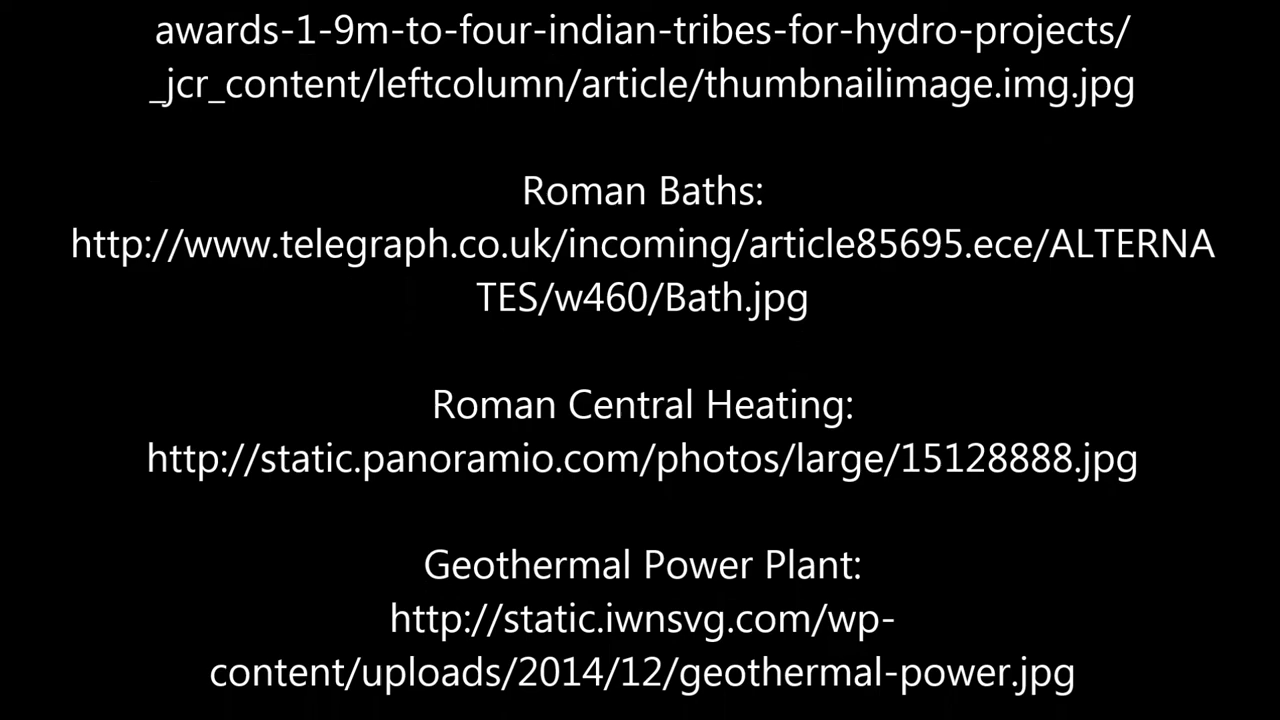 awards-1-9m-to-four-indian-tribes-for-hydro-projects/
_jcr_content/leftcolumn/article/thumbnailimage.img.jpg
Roman Baths:
http://www.telegraph.co.uk/incoming/article85695.ece/ALTERNA
TES/w460/Bath.jpg
Roman Central Heating:
http://static.panoramio.com/photos/large/15128888.jpg
Geothermal Power Plant:
http://static.iwnsvg.com/wp-
content/uploads/2014/12/geothermal-power.jpg